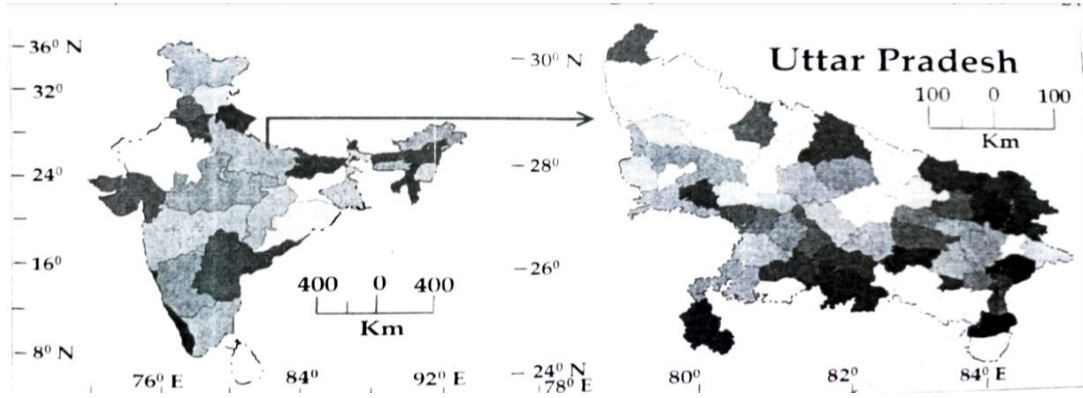 36⁰ N
32⁰
24⁰
16⁰
8⁰ N
76⁰ E
84⁰
92⁰ E
400 0 400
Km
Uttar Pradesh
100 0 100
Km
30⁰ N
28⁰
26⁰
24⁰ N
78⁰ E
80⁰
82⁰
84⁰ E